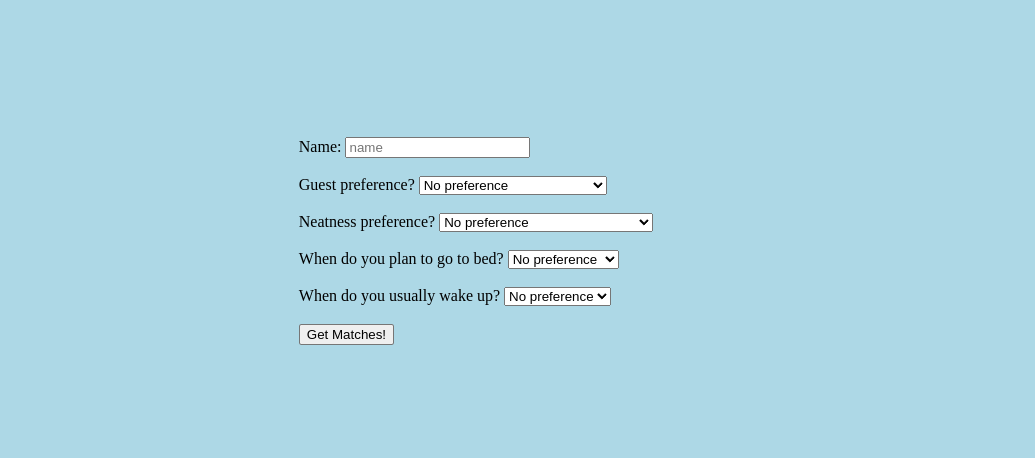 Name: name
Guest preference? No preference
Neatness preference? No preference
When do you plan to go to bed? No preference
When do you usually wake up? No preference
Get Matches!